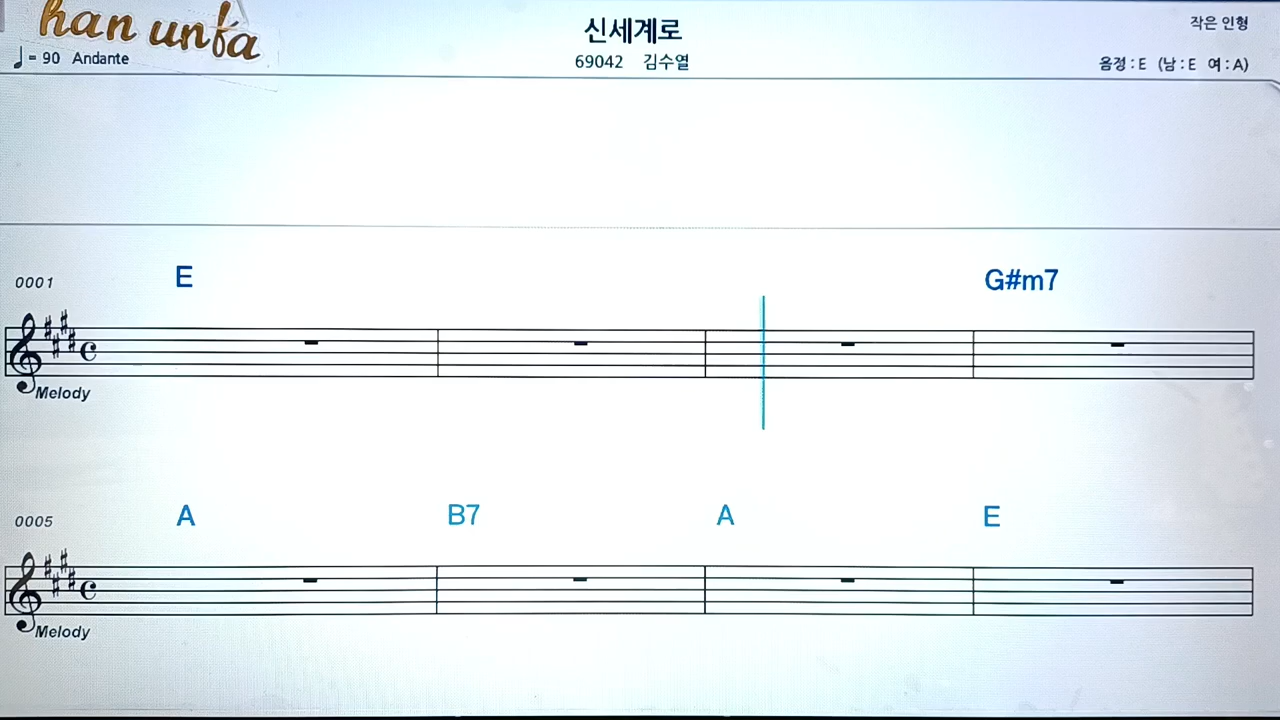 han unfa
신세계로
작은 인형
♩= 90 Andante
69042 김수열
음정 : E (남 : E 여 : A)
0001 E G#m7
Melody
0005 A B7 A E
Melody